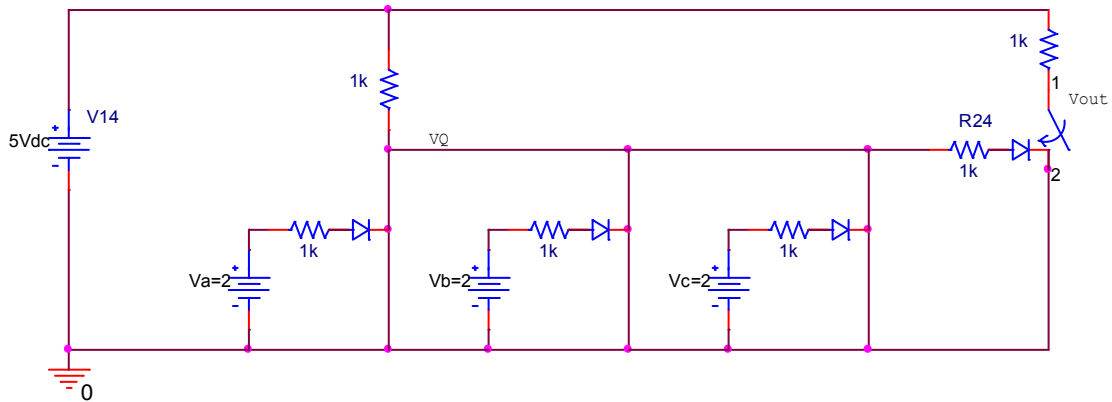 1k
1k
1
Vout
V14
5Vdc
+
-
R24
VQ
1k
2
1k
1k
1k
+
Va=2
-
+
Vb=2
-
+
Vc=2
-
0